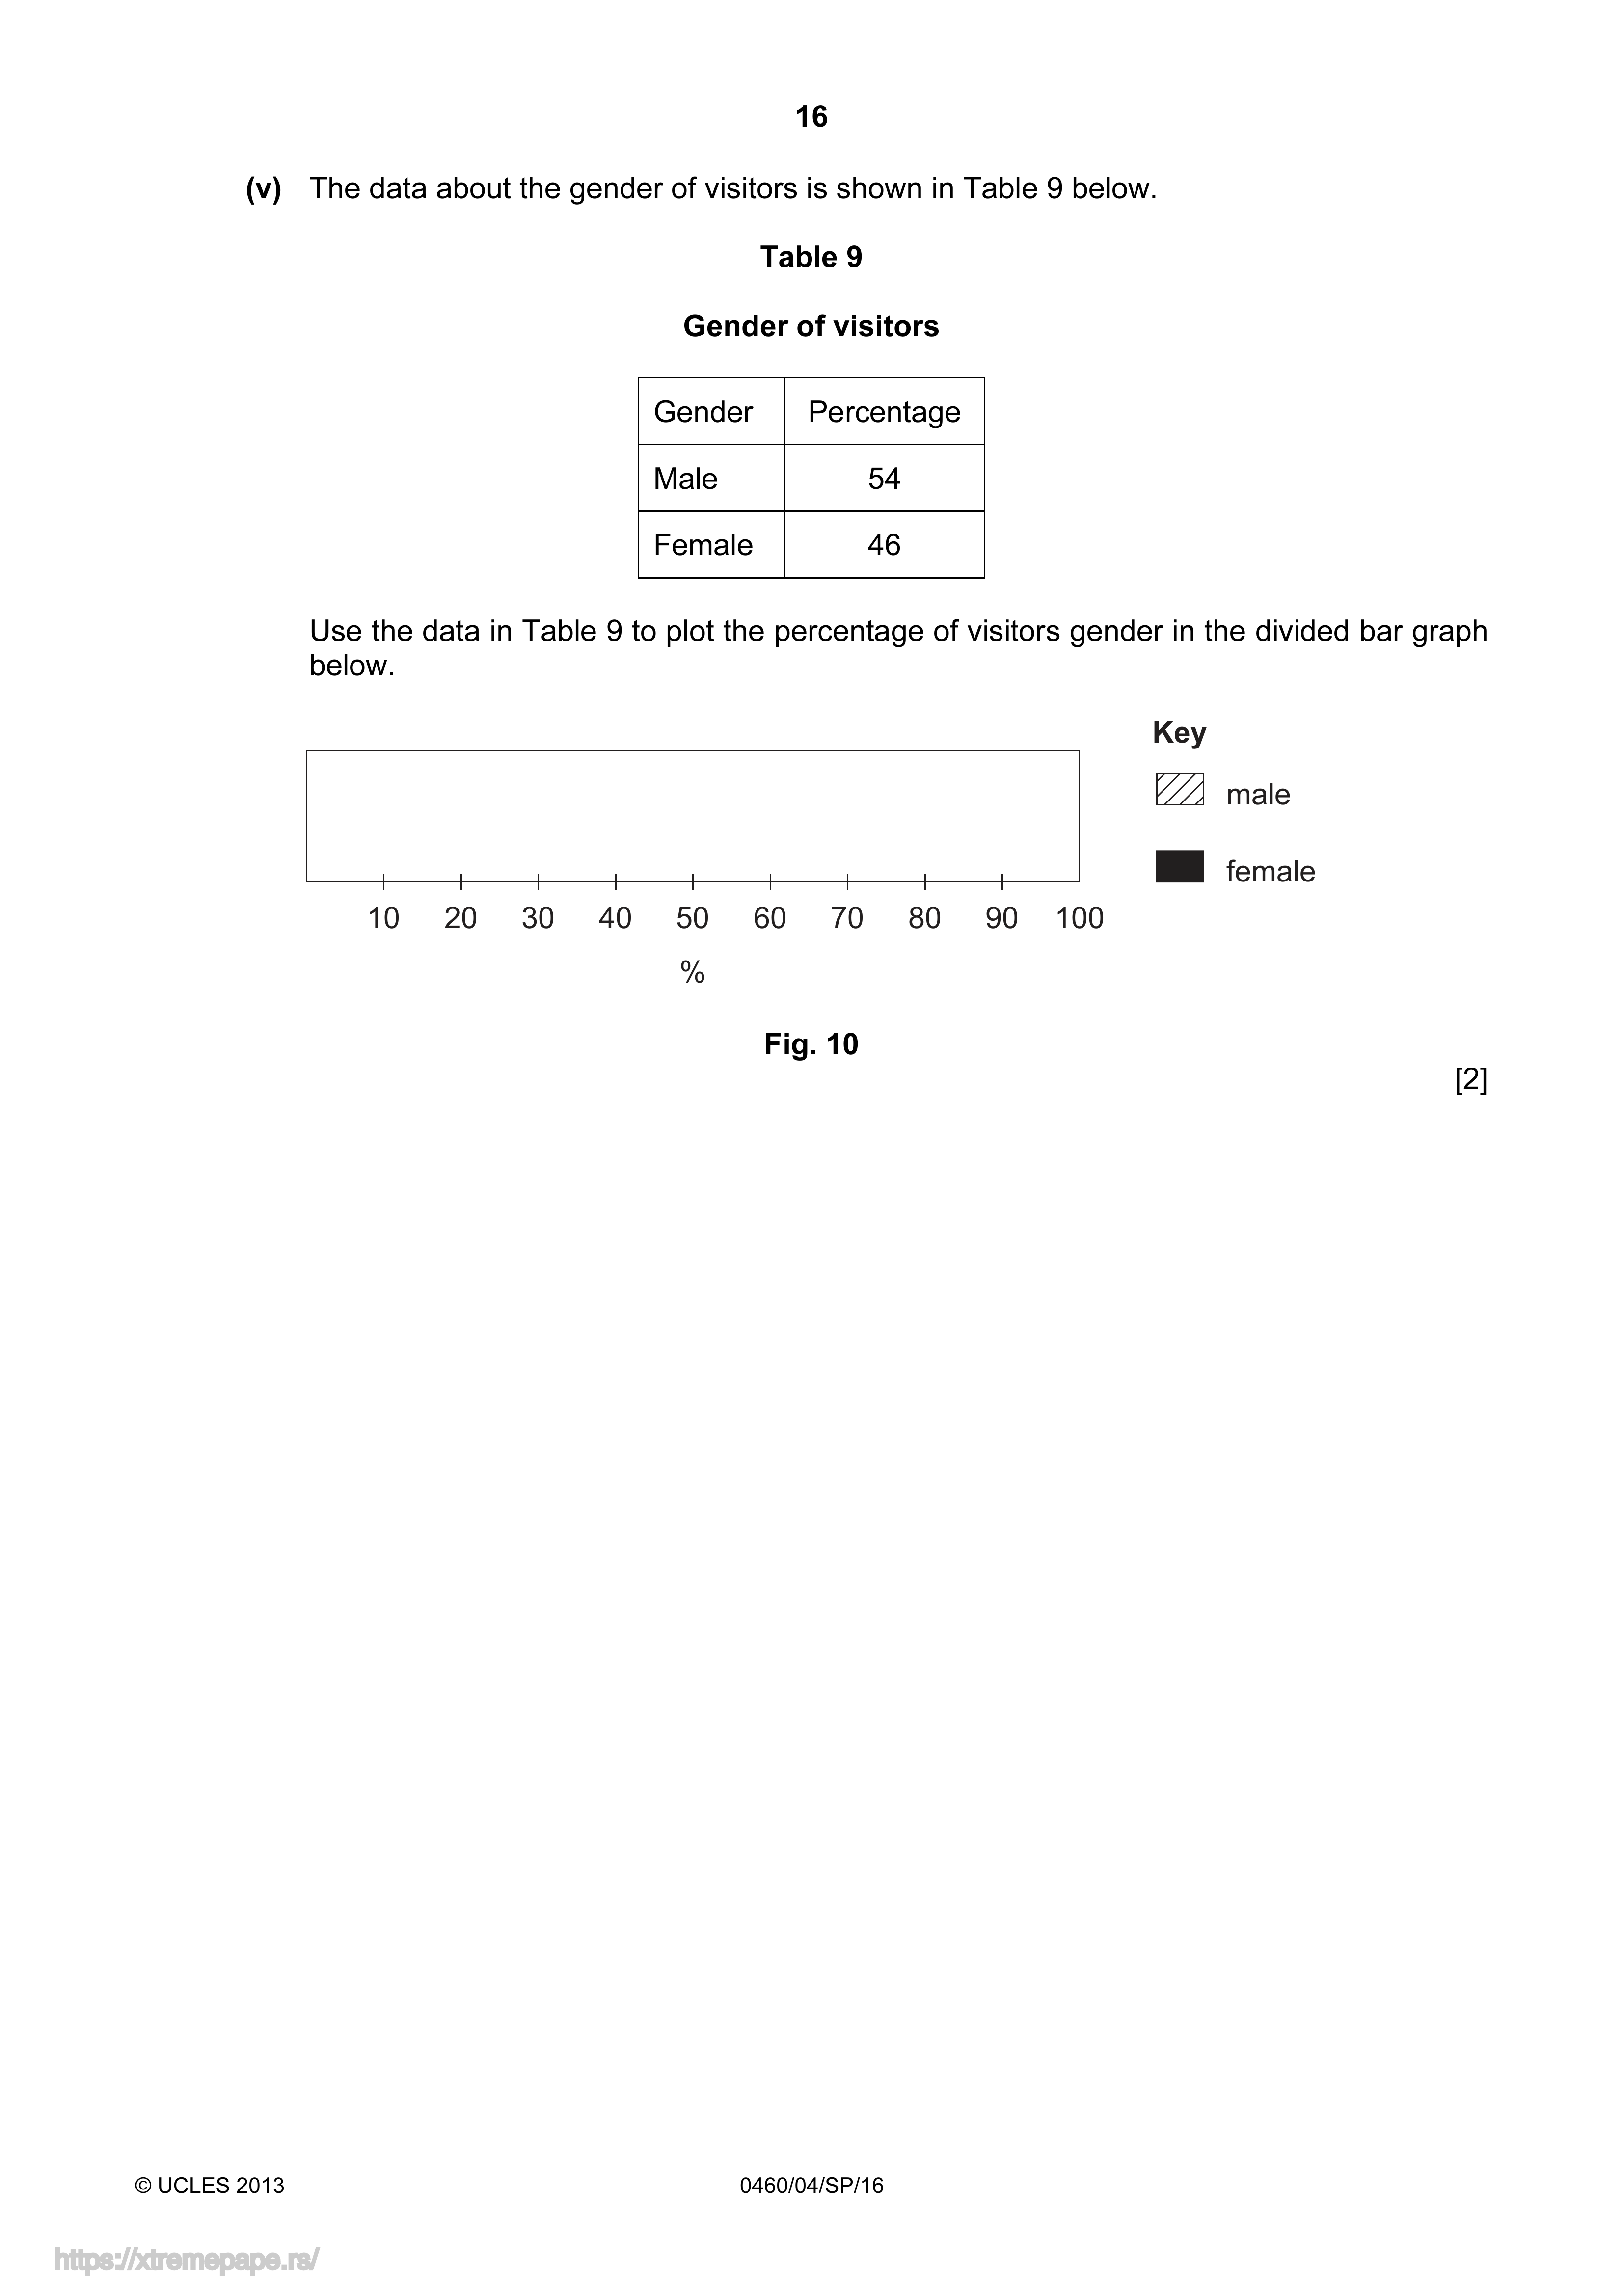 16
(v) The data about the gender of visitors is shown in Table 9 below.
Table 9
Gender of visitors
Gender Percentage
Male 54
Female 46
Use the data in Table 9 to plot the percentage of visitors gender in the divided bar graph
below.
Key
male
female
10 20 30 40 50 60 70 80 90 100
%
Fig. 10
[2]
© UCLES 2013 0460/04/SP/16
https://xtremepape.rs/